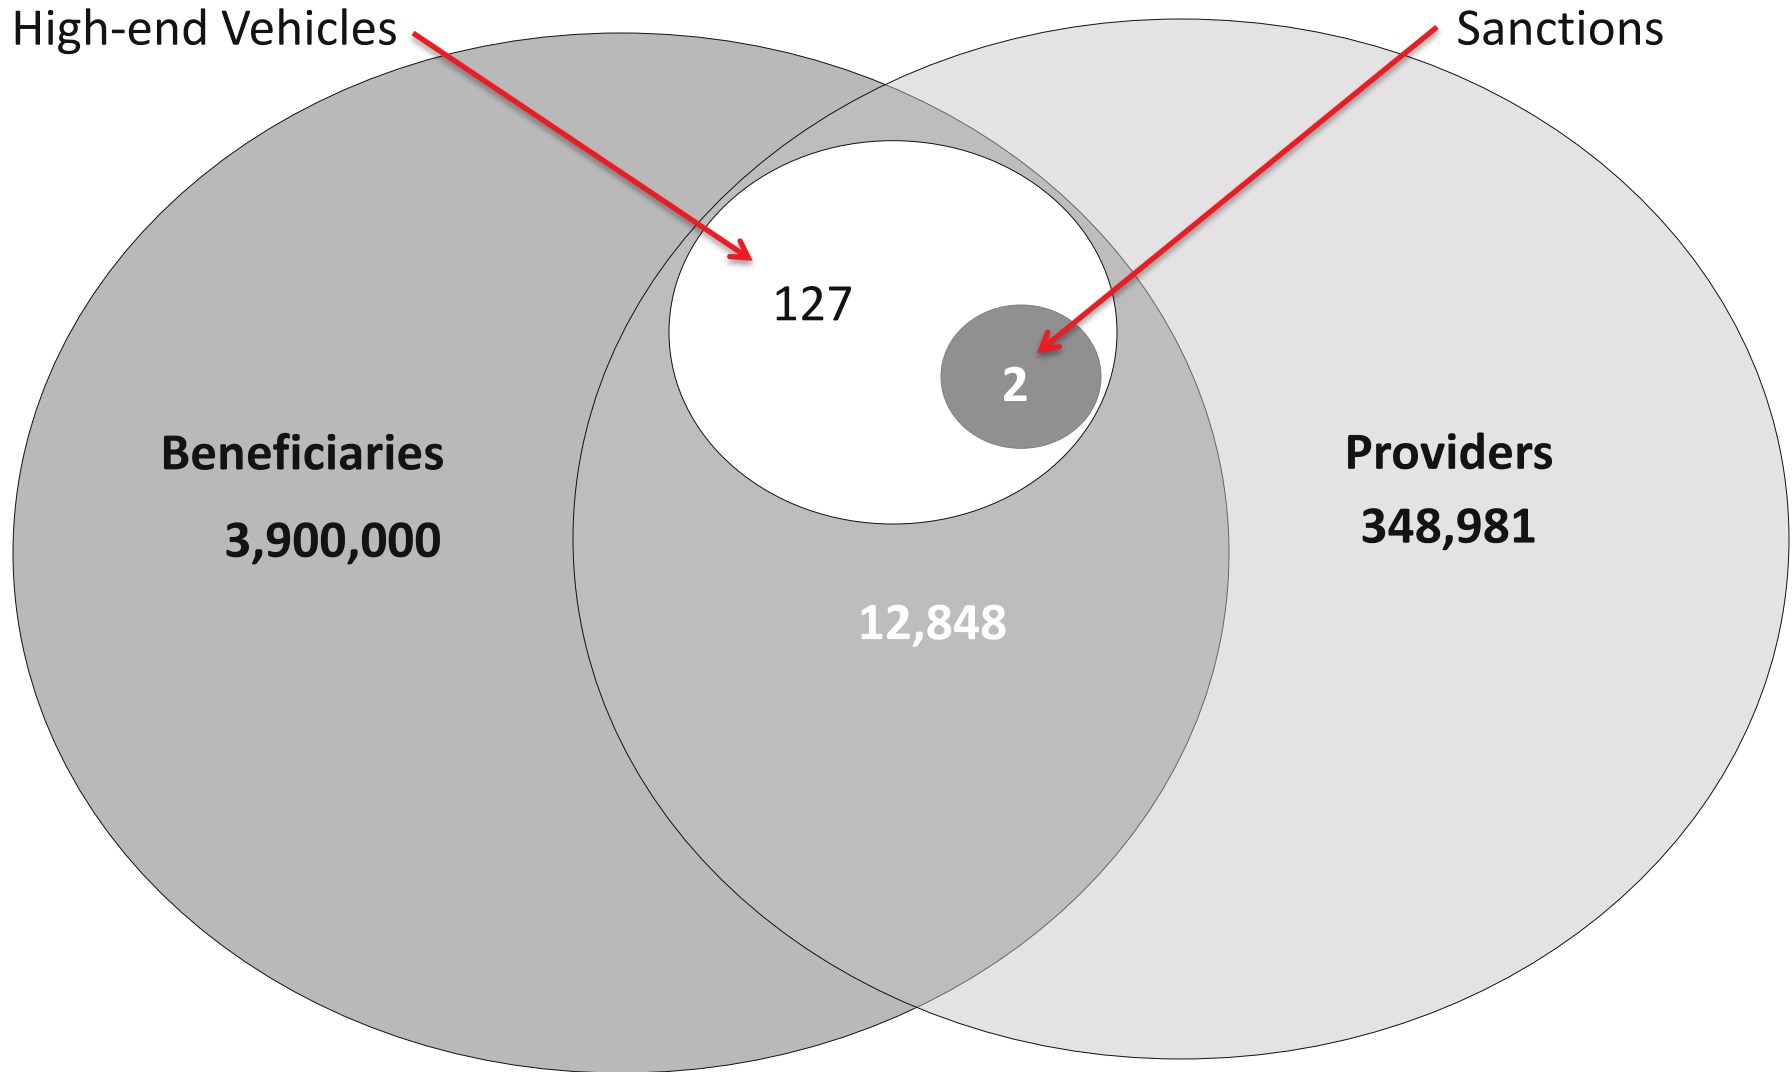 High-end Vehicles
Sanctions
127
2
Beneficiaries
3,900,000
Providers
348,981
12,848